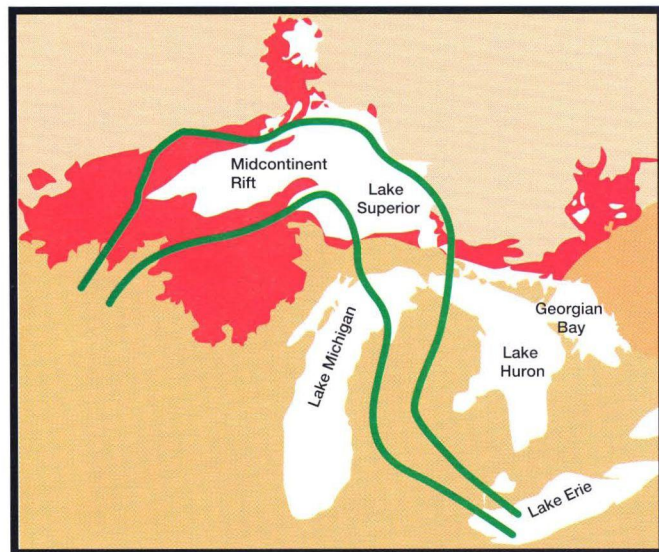 Midcontinent
Rift
Lake
Superior
Georgian
Bay
Lake Michigan
Lake
Huron
Lake Erie